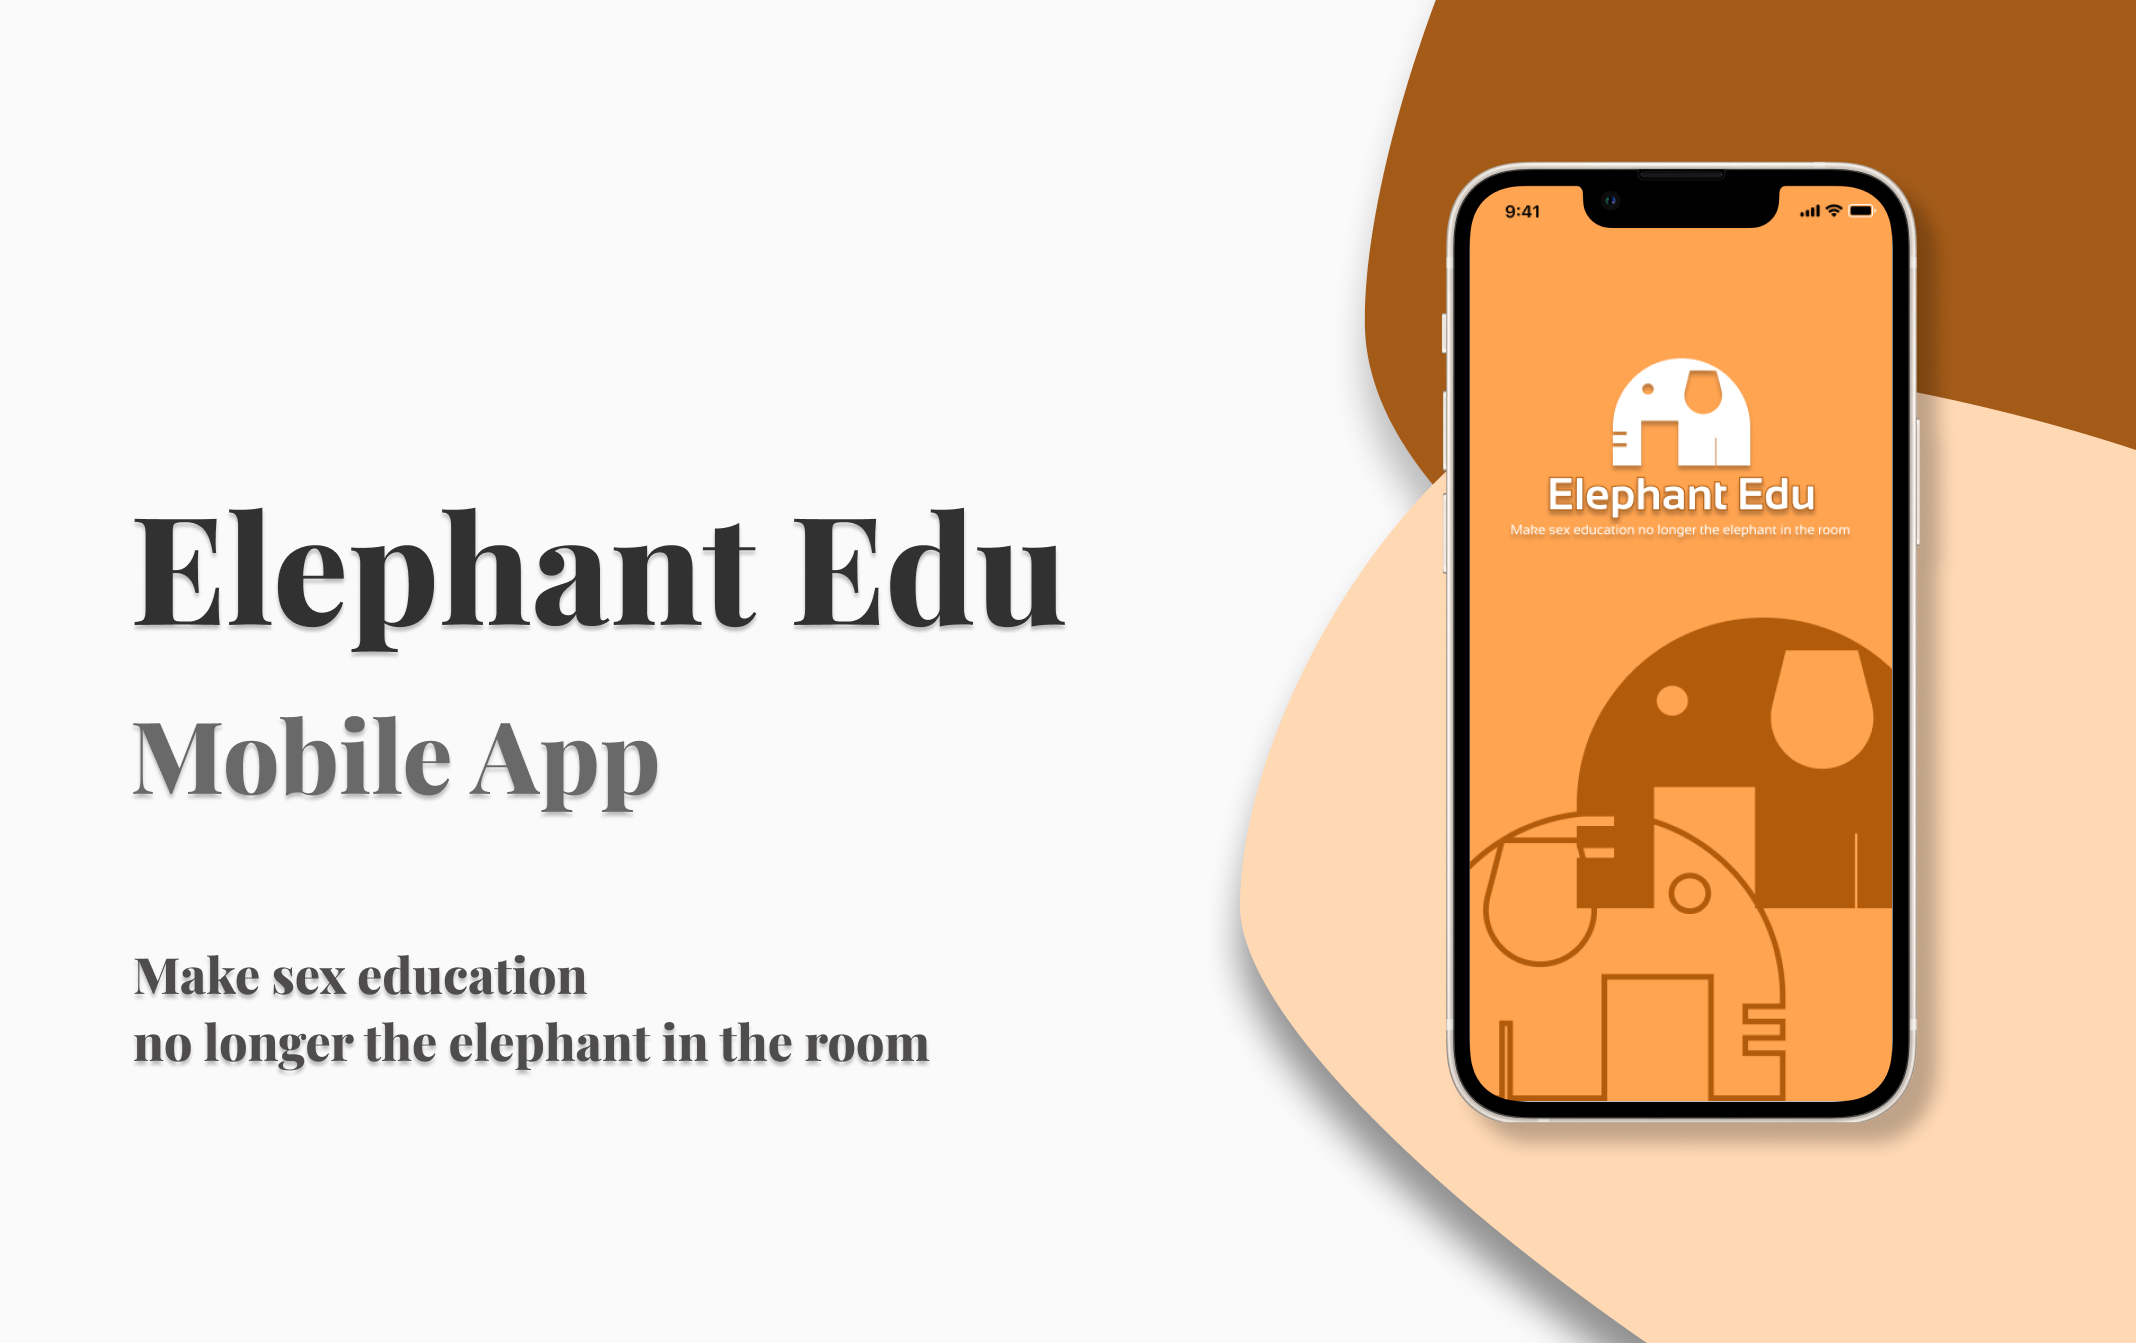 Elephant Edu
Mobile App
Make sex education
no longer the elephant in the room
9:41
Elephant Edu
Make sex education no longer the elephant in the room